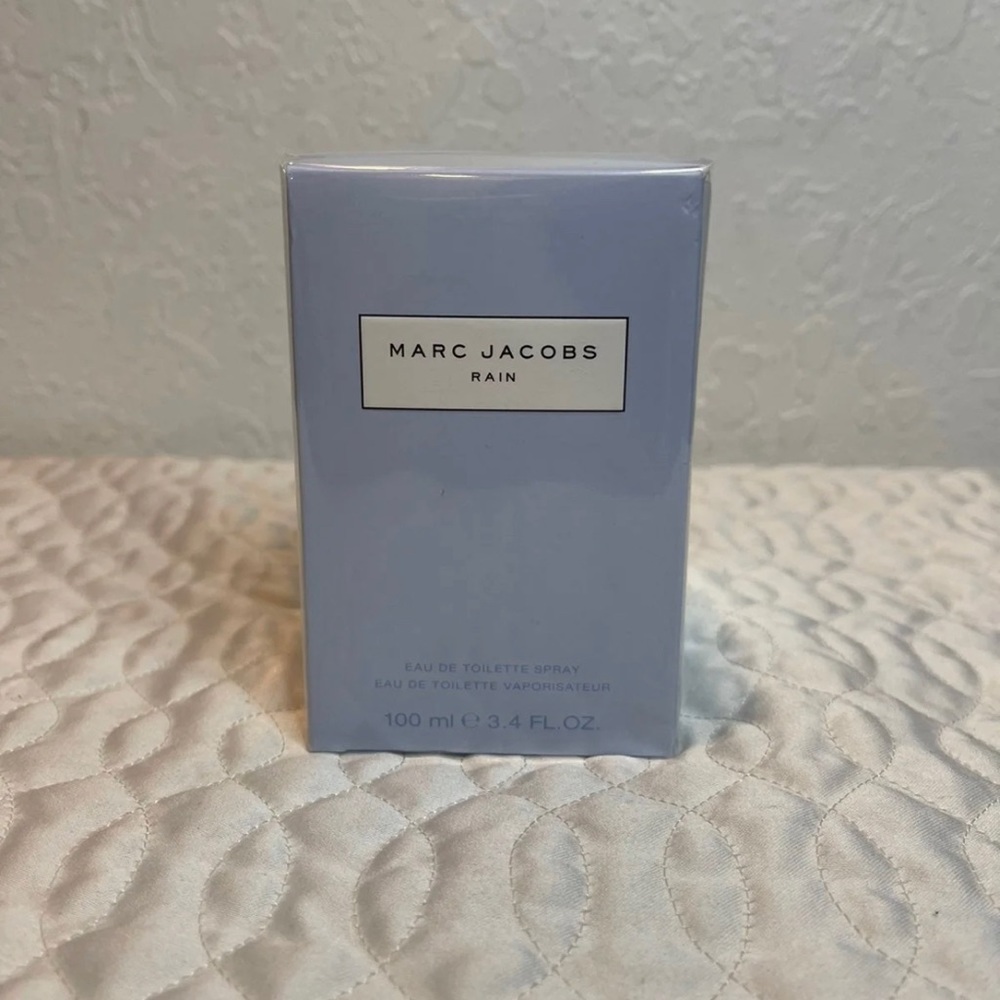 MARC JACOBS
RAIN
EAU DE TOILETTE SPRAY
EAU DE TOILETTE VAPORISATEUR
100 ml ℮ 3.4 FL.OZ.